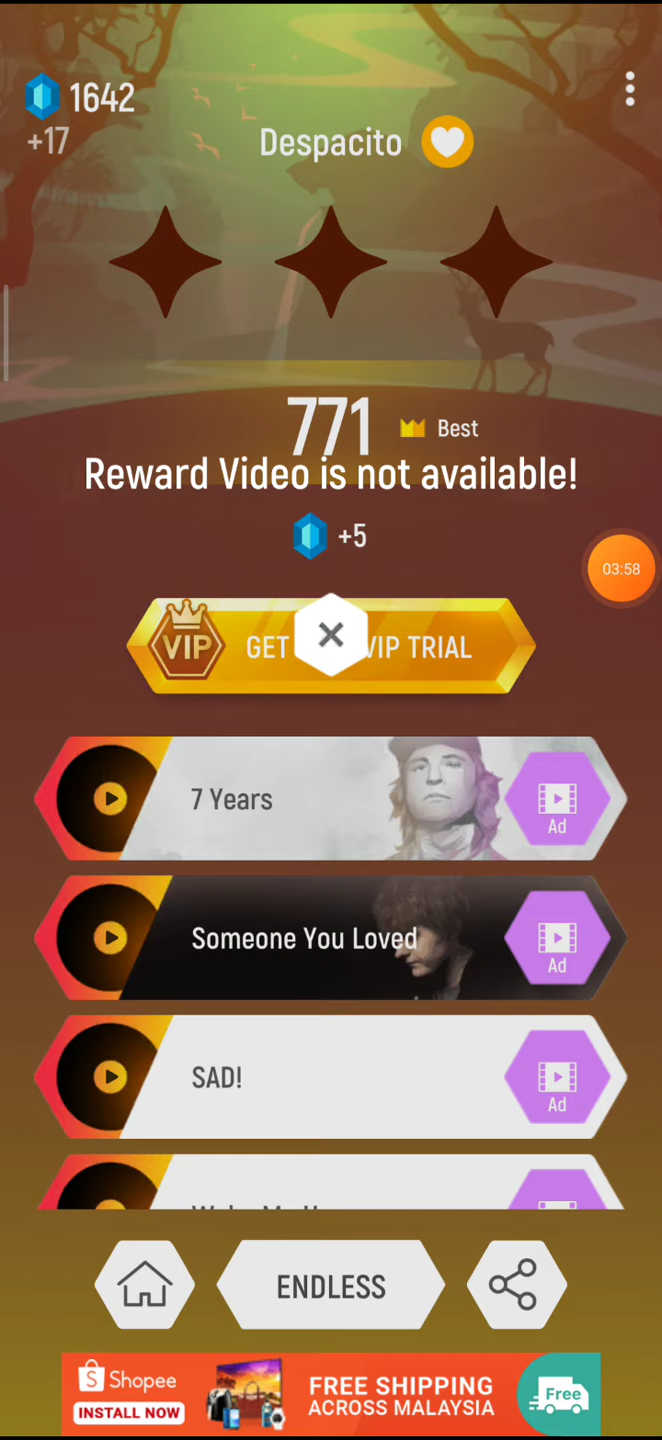 1642
+17
Despacito
771
Best
Reward Video is not available!
+5
VIP
GET
VIP TRIAL
03:58
7 Years
Ad
Someone You Loved
Ad
SAD!
Ad
ENDLESS
Shopee
INSTALL NOW
FREE SHIPPING
ACROSS MALAYSIA
Free